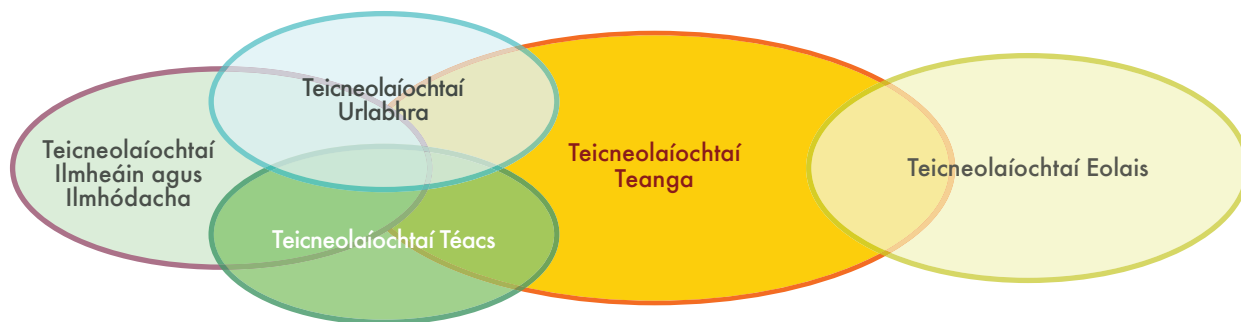 Teicneolaíochtaí
Urlabhra
Teicneolaíochtaí
Ilmheáin agus
Ilmhódacha
Teicneolaíochtaí
Teanga
Teicneolaíochtaí Eolais
Teicneolaíochtaí Téacs